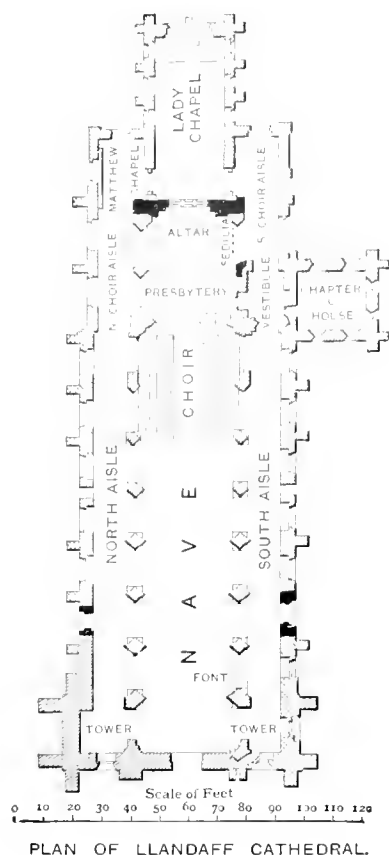 LADY CHAPEL
MATTHEW CHAPEL
ALTAR
SEDILIA
N. CHOIR AISLE
S. CHOIR AISLE
PRESBYTERY
VESTIBULE
CHAPTER
HOUSE
CHOIR
NORTH AISLE
SOUTH AISLE
NAVE
FONT
TOWER
TOWER
Scale of Feet
0 10 20 30 40 50 60 70 80 90 100 110 120
PLAN OF LLANDAFF CATHEDRAL.